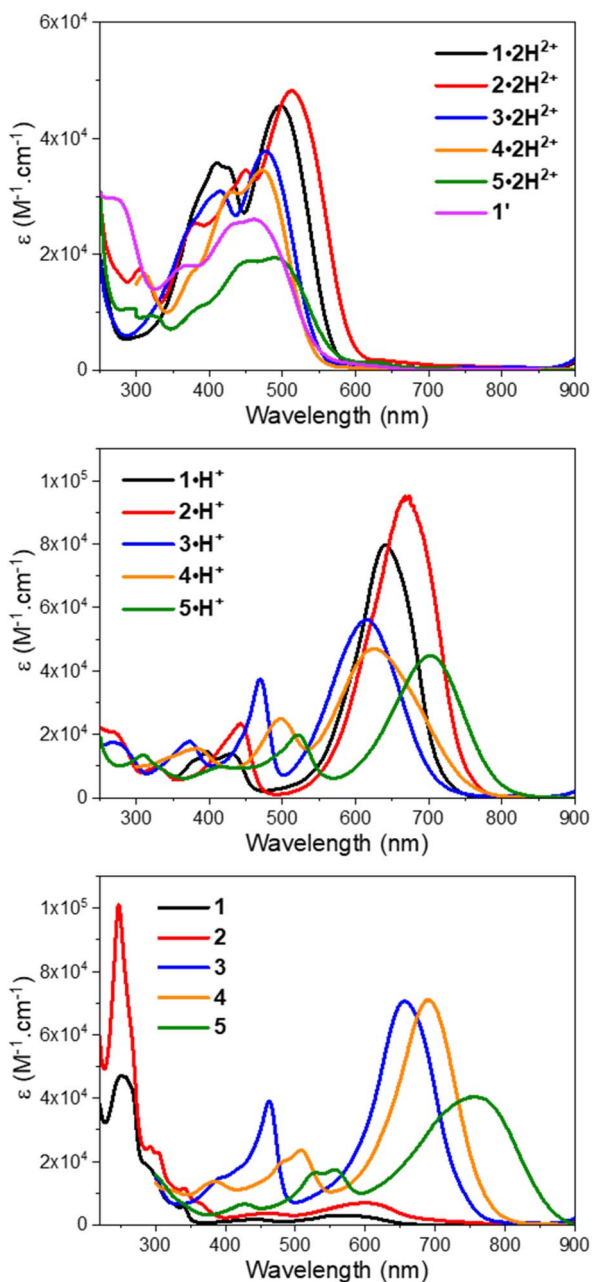 6x10⁴
4x10⁴
2x10⁴
0
ε (M⁻¹.cm⁻¹)
1•2H²⁺
2•2H²⁺
3•2H²⁺
4•2H²⁺
5•2H²⁺
1'
300 400 500 600 700 800 900
Wavelength (nm)
1x10⁵
8x10⁴
6x10⁴
4x10⁴
2x10⁴
0
ε (M⁻¹.cm⁻¹)
1•H⁺
2•H⁺
3•H⁺
4•H⁺
5•H⁺
300 400 500 600 700 800 900
Wavelength (nm)
1x10⁵
8x10⁴
6x10⁴
4x10⁴
2x10⁴
0
ε (M⁻¹.cm⁻¹)
1
2
3
4
5
300 400 500 600 700 800 900
Wavelength (nm)